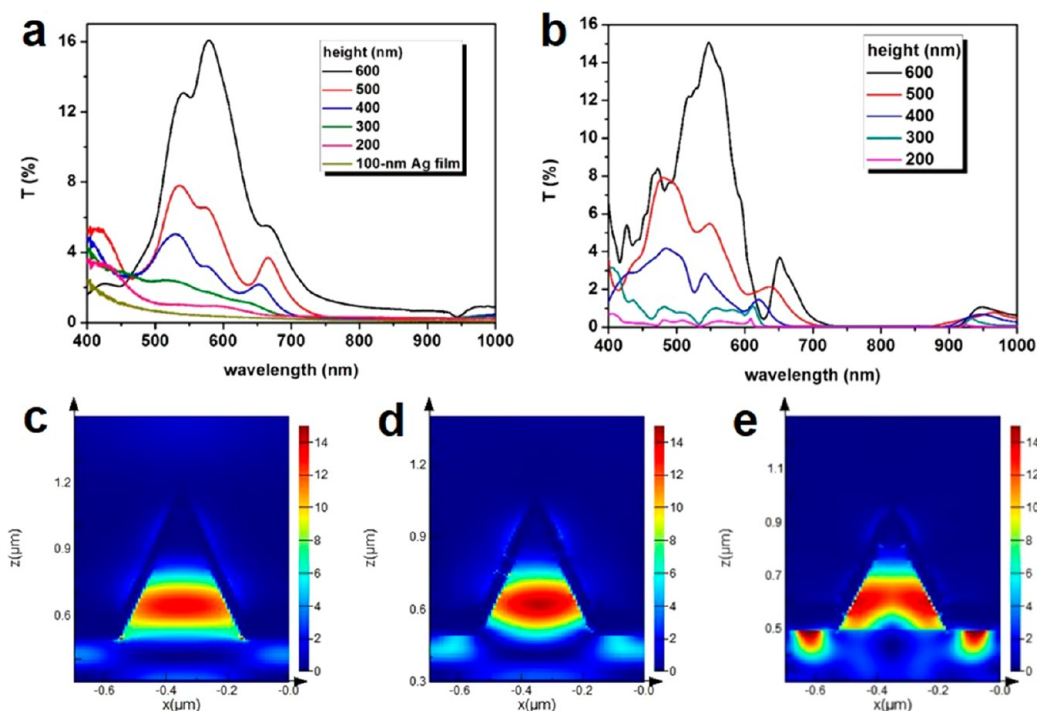 a
height (nm)
600
500
400
300
200
100-nm Ag film
16
12
8
4
0
T (%)
400 500 600 700 800 900 1000
wavelength (nm)
b
height (nm)
600
500
400
300
200
16
14
12
10
8
6
4
2
0
T (%)
400 500 600 700 800 900 1000
wavelength (nm)
c
1.2
0.9
0.6
z(μm)
-0.6 -0.4 -0.2 -0.0
x(μm)
14
12
10
8
6
4
2
0
d
1.2
0.9
0.6
0.3
z(μm)
-0.6 -0.4 -0.2 -0.0
x(μm)
14
12
10
8
6
4
2
0
e
1.3
1.1
0.9
0.7
0.5
z(μm)
-0.6 -0.4 -0.2 -0.0
x(μm)
14
12
10
8
6
4
2
0